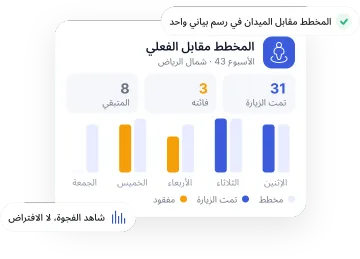 المخطط مقابل الميدان في رسم بياني واحد
المخطط مقابل الفعلي
الأسبوع 43 · شمال الرياض
31
تمت الزيارة
3
فائتة
8
المتبقي
الإثنين
الثلاثاء
الأربعاء
الخميس
الجمعة
مخطط
تمت الزيارة
مفقود
شاهد الفجوة، لا الافتراض